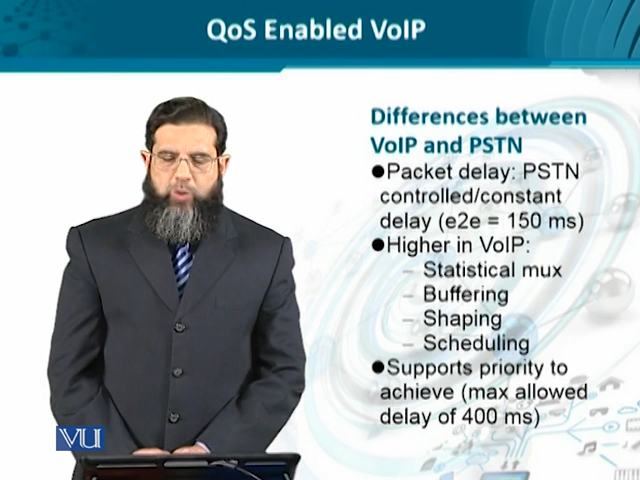 QoS Enabled VoIP
Differences between
VoIP and PSTN
●Packet delay: PSTN
controlled/constant
delay (e2e = 150 ms)
●Higher in VoIP:
– Statistical mux
– Buffering
– Shaping
– Scheduling
●Supports priority to
achieve (max allowed
delay of 400 ms)
VU